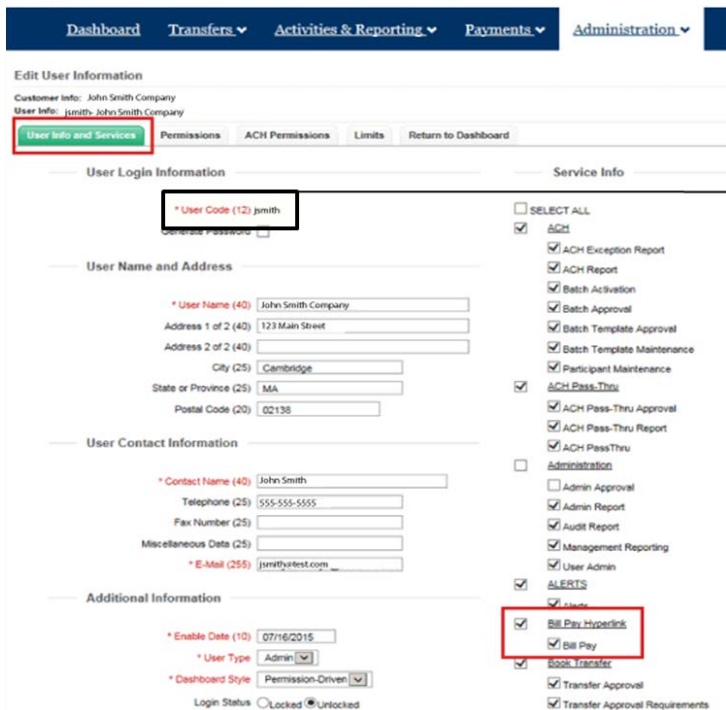 Dashboard Transfers Activities & Reporting Payments Administration
Edit User Information
Customer Info: John Smith Company
User Info: jsmith- John Smith Company
User Info and Services Permissions ACH Permissions Limits Return to Dashboard
User Login Information
* User Code (12) jsmith
Generate Password
User Name and Address
* User Name (40) John Smith Company
Address 1 of 2 (40) 123 Main Street
Address 2 of 2 (40)
City (25) Cambridge
State or Province (25) MA
Postal Code (20) 02138
User Contact Information
* Contact Name (40) John Smith
Telephone (25) 555-555-5555
Fax Number (25)
Miscellaneous Data (25)
* E-Mail (255) jsmith@test.com
Additional Information
* Enable Date (10) 07/16/2015
* User Type Admin
* Dashboard Style Permission-Driven
Login Status Locked Unlocked
Service Info
SELECT ALL
ACH
ACH Exception Report
ACH Report
Batch Activation
Batch Approval
Batch Template Approval
Batch Template Maintenance
Participant Maintenance
ACH Pass-Thru
ACH Pass-Thru Approval
ACH Pass-Thru Report
ACH PassThru
Administration
Admin Approval
Admin Report
Audit Report
Management Reporting
User Admin
ALERTS
Alerts
Bill Pay Hyperlink
Bill Pay
Book Transfer
Transfer Approval
Transfer Approval Requirements